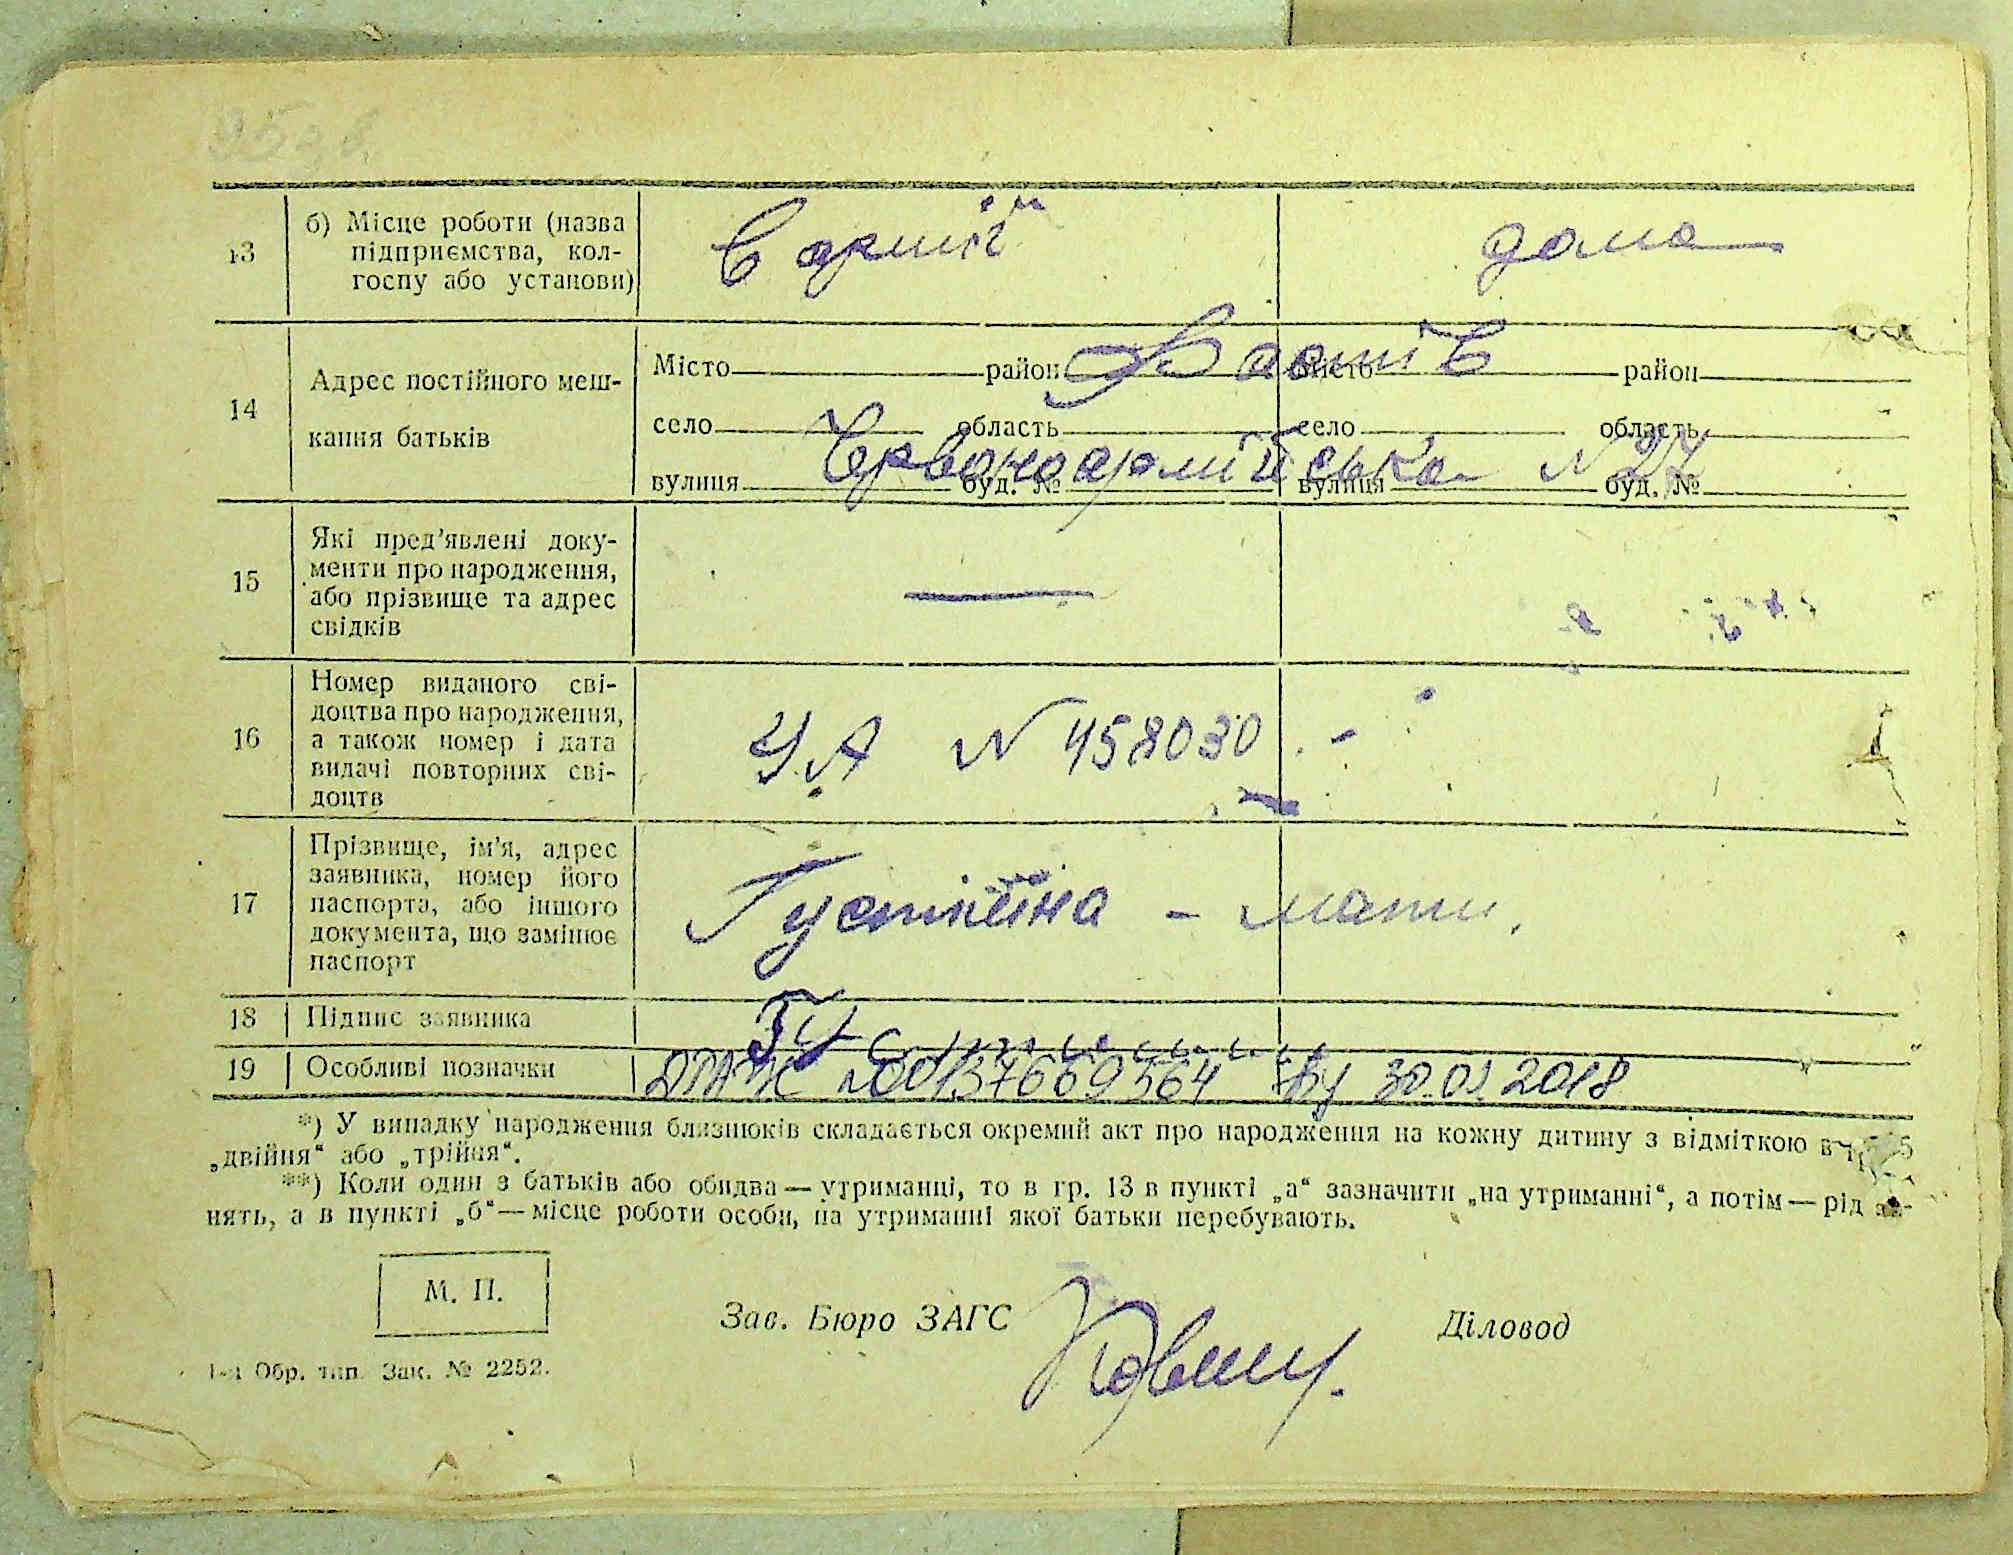 13 б) Місце роботи (назва
підприємства, кол-
госпу або установи)
в армії
дома
14 Адрес постійного меш-
кання батьків
Місто район Фастів Місто район
село область село область
вулиця Червоноармійська буд. № вулиця N 27 буд. №
15 Які пред’явлені доку-
менти про народження,
або прізвище та адрес
свідків
—
16 Номер виданого сві-
доцтва про народження,
а також номер і дата
видачі повторних сві-
доцтв
УА N 458030
17 Прізвище, ім’я, адрес
заявника, номер його
паспорта, або іншого
документа, що замінює
паспорт
Густійна - мати.
18 Підпис заявника
19 Особливі позначки
№00137669564 30.01.2018
*) У випадку народження близнюків складається окремий акт про народження на кожну дитину з відміткою в
„двійня“ або „трійня“.
**) Коли один з батьків або обидва — утриманці, то в гр. 13 в пункті „а“ зазначити „на утриманні“, а потім — рід за-
нять, а в пункті „б“ — місце роботи особи, на утриманні якої батьки перебувають.
М. П.
Зав. Бюро ЗАГС
Діловод
1-а Обр. тип. Зак. № 2252.